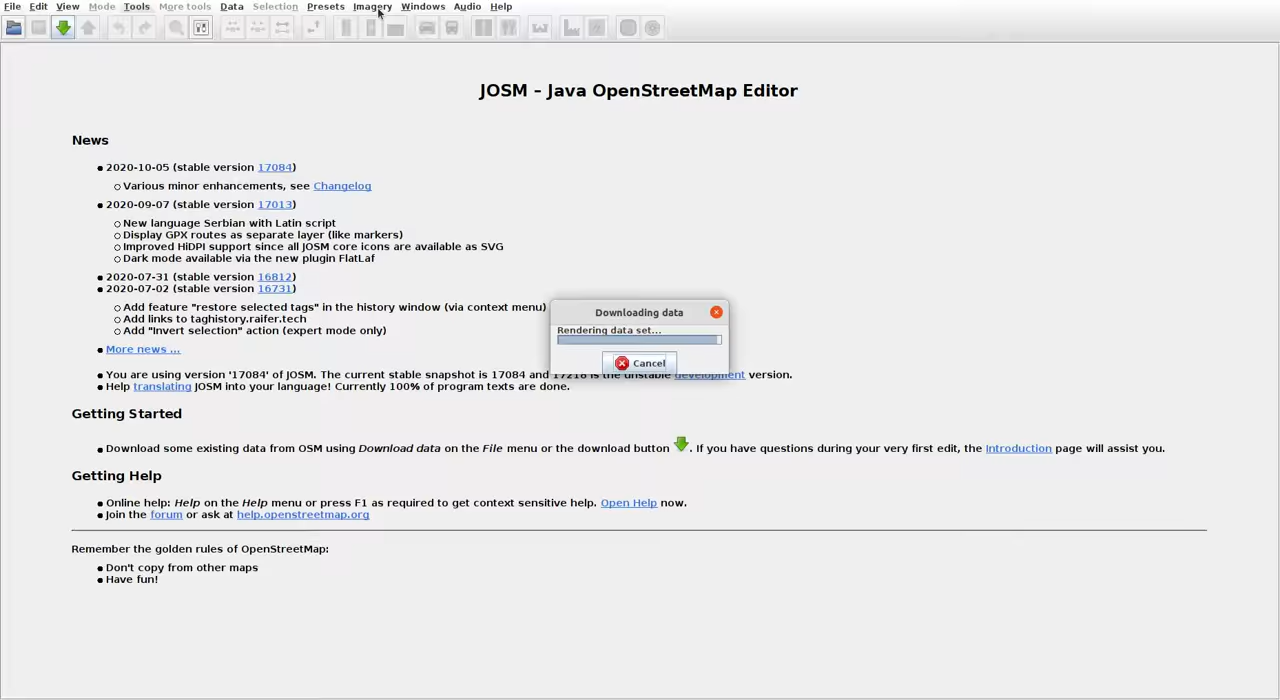 File Edit View Mode Tools More tools Data Selection Presets Imagery Windows Audio Help
JOSM – Java OpenStreetMap Editor
News
2020-10-05 (stable version 17084)
Various minor enhancements, see Changelog
2020-09-07 (stable version 17013)
New language Serbian with Latin script
Display GPX routes as separate layer (like markers)
Improved HiDPI support since all JOSM core icons are available as SVG
Dark mode available via the new plugin FlatLaf
2020-07-31 (stable version 16812)
2020-07-02 (stable version 16731)
Add feature "restore selected tags" in the history window (via context menu)
Add links to taghistory.raifer.tech
Add "Invert selection" action (expert mode only)
More news ...
Downloading data
Rendering data set...
Cancel
You are using version '17084' of JOSM. The current stable snapshot is 17084 and 17218 is the unstable development version.
Help translating JOSM into your language! Currently 100% of program texts are done.
Getting Started
Download some existing data from OSM using Download data on the File menu or the download button . If you have questions during your very first edit, the Introduction page will assist you.
Getting Help
Online help: Help on the Help menu or press F1 as required to get context sensitive help. Open Help now.
Join the forum or ask at help.openstreetmap.org
Remember the golden rules of OpenStreetMap:
Don't copy from other maps
Have fun!